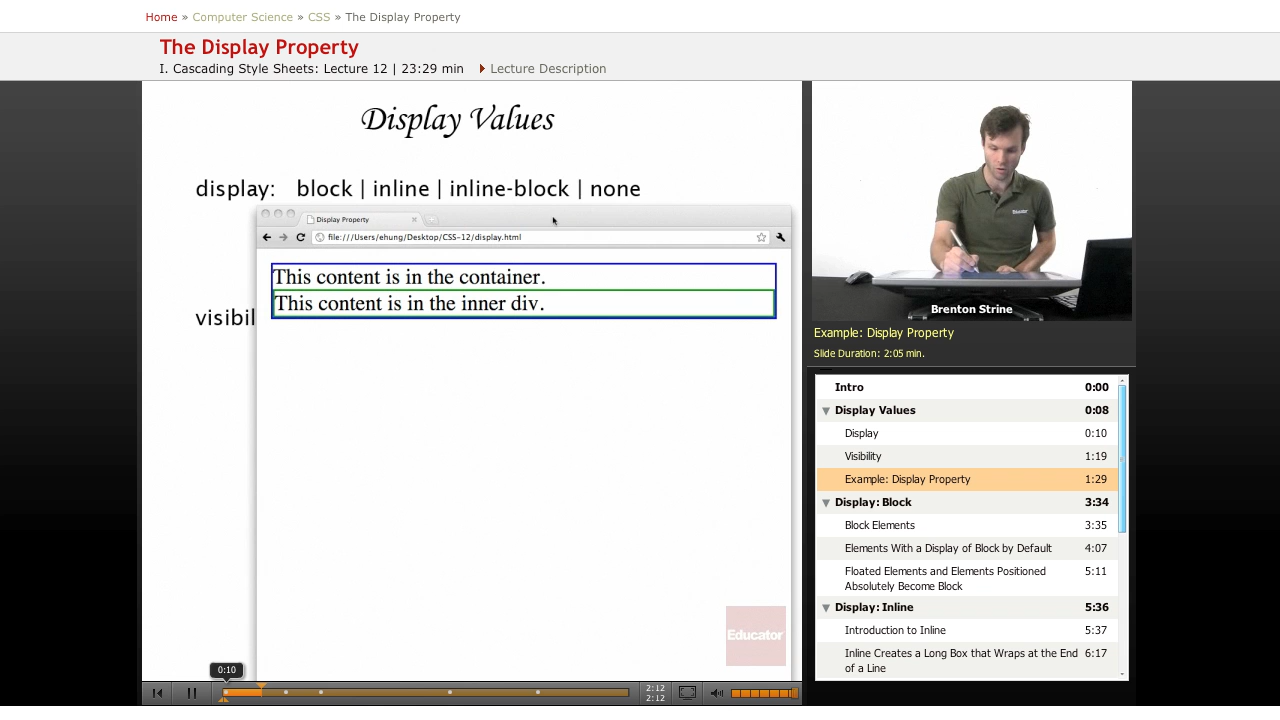 Home » Computer Science » CSS » The Display Property
The Display Property
I. Cascading Style Sheets: Lecture 12 | 23:29 min Lecture Description
Display Values
display: block | inline | inline-block | none
Display Property
file:///Users/ehung/Desktop/CSS-12/display.html
This content is in the container.
This content is in the inner div.
visibil
Educator
0:10
2:12
2:12
Brenton Strine
Example: Display Property
Slide Duration: 2:05 min.
Intro 0:00
Display Values 0:08
Display 0:10
Visibility 1:19
Example: Display Property 1:29
Display: Block 3:34
Block Elements 3:35
Elements With a Display of Block by Default 4:07
Floated Elements and Elements Positioned 5:11
Absolutely Become Block
Display: Inline 5:36
Introduction to Inline 5:37
Inline Creates a Long Box that Wraps at the End 6:17
of a Line